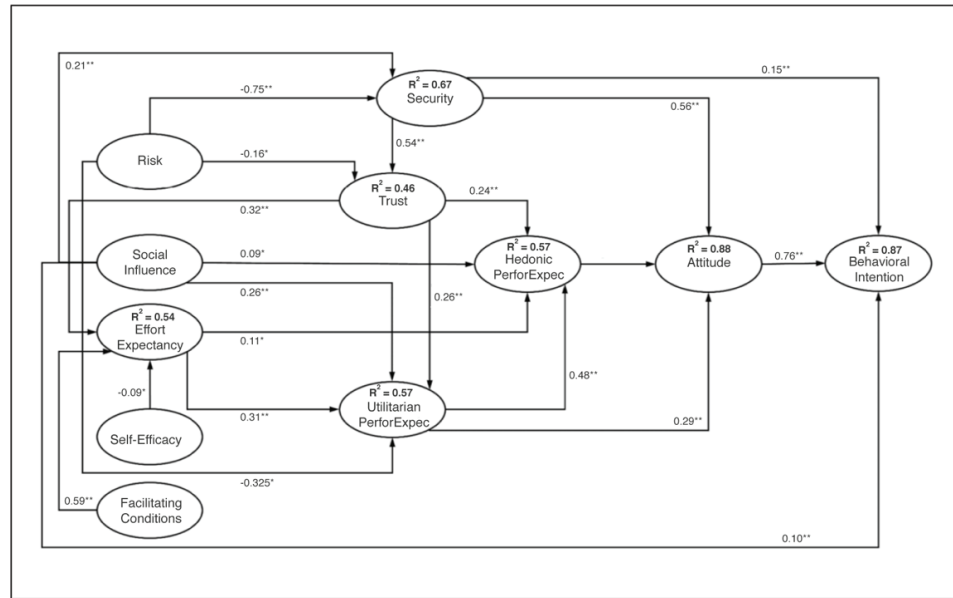 0.21**
R² = 0.67
Security
0.15**
-0.75**
0.56**
0.54**
Risk
-0.16*
R² = 0.46
Trust
0.24**
0.32**
Social
Influence
0.09*
R² = 0.57
Hedonic
PerforExpec
R² = 0.88
Attitude
0.76**
R² = 0.87
Behavioral
Intention
0.26**
0.26**
R² = 0.54
Effort
Expectancy
0.11*
0.48**
-0.09*
R² = 0.57
Utilitarian
PerforExpec
0.31**
0.29**
Self-Efficacy
-0.325*
0.59**
Facilitating
Conditions
0.10**